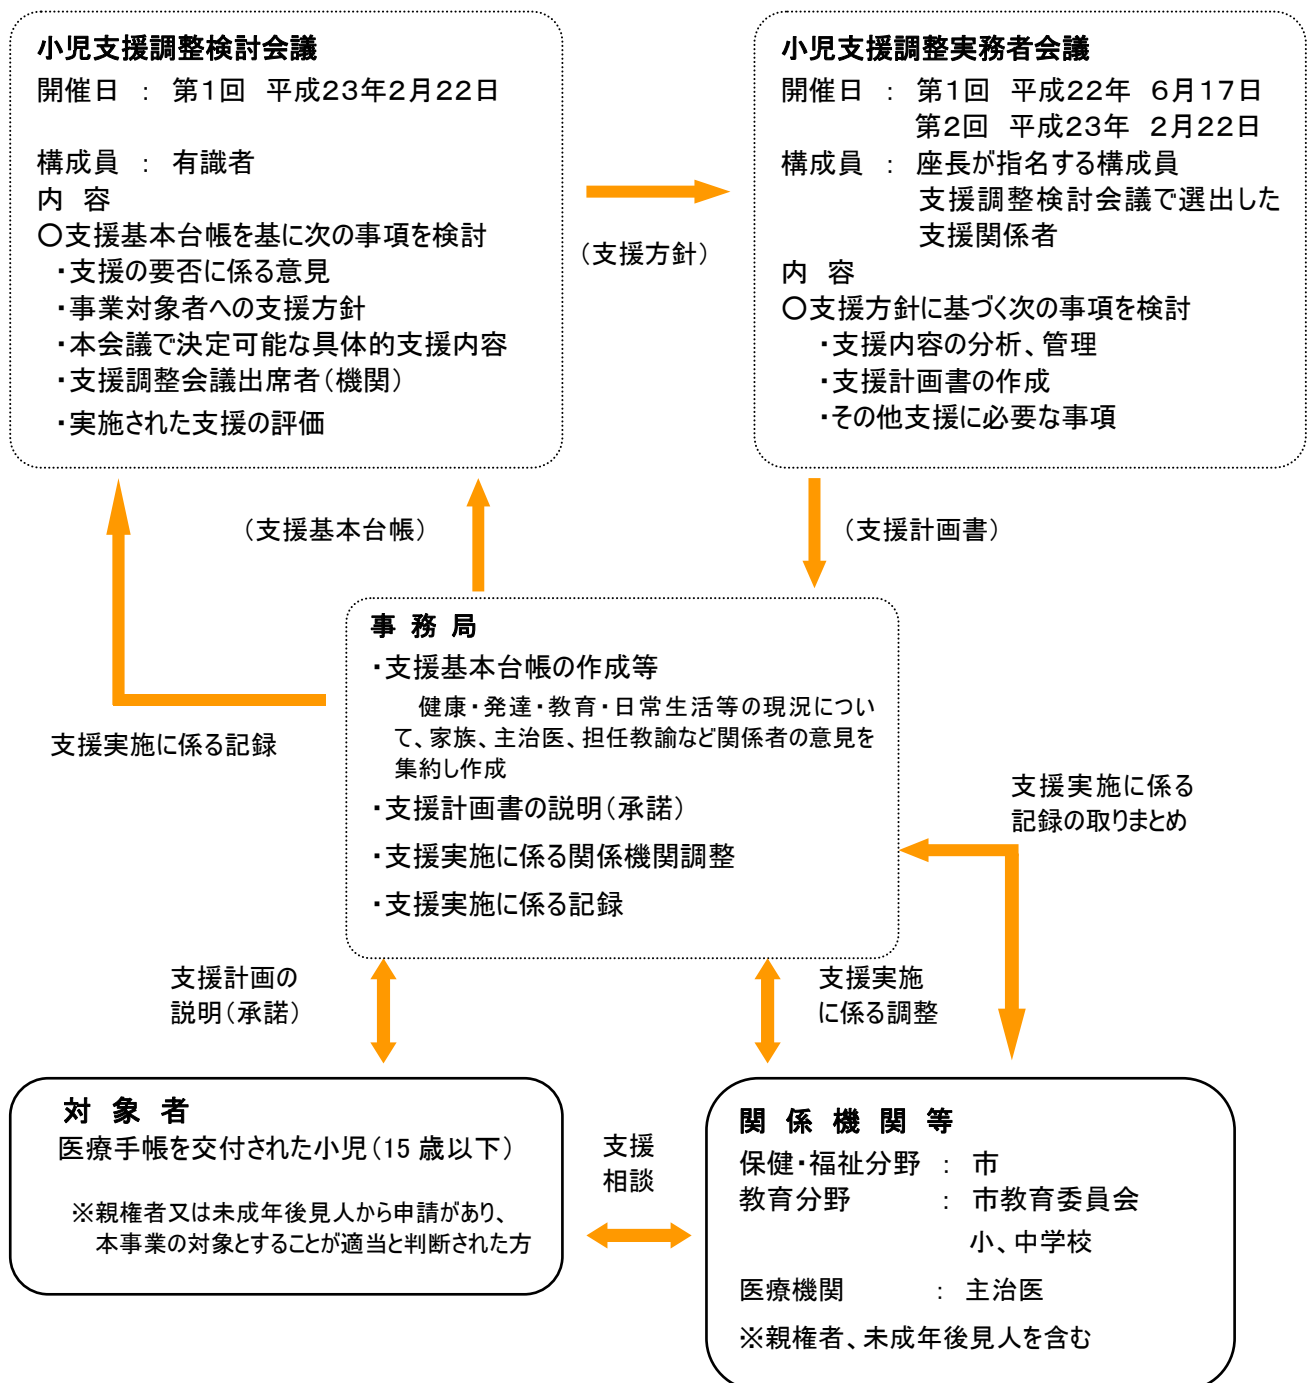 小児支援調整検討会議
開催日 ： 第1回 平成23年2月22日
構成員 ： 有識者
内 容
○支援基本台帳を基に次の事項を検討
・支援の要否に係る意見
・事業対象者への支援方針
・本会議で決定可能な具体的支援内容
・支援調整会議出席者（機関）
・実施された支援の評価
（支援方針）
小児支援調整実務者会議
開催日 ： 第1回 平成22年 6月17日
第2回 平成23年 2月22日
構成員 ： 座長が指名する構成員
支援調整検討会議で選出した
支援関係者
内 容
○支援方針に基づく次の事項を検討
・支援内容の分析、管理
・支援計画書の作成
・その他支援に必要な事項
（支援基本台帳）
（支援計画書）
事 務 局
・支援基本台帳の作成等
健康・発達・教育・日常生活等の現況につい
て、家族、主治医、担任教諭など関係者の意見を
集約し作成
・支援計画書の説明（承諾）
・支援実施に係る関係機関調整
・支援実施に係る記録
支援実施に係る記録
支援実施に係る
記録の取りまとめ
支援計画の
説明（承諾）
支援実施
に係る調整
対 象 者
医療手帳を交付された小児（15 歳以下）
※親権者又は未成年後見人から申請があり、
本事業の対象とすることが適当と判断された方
支援
相談
関 係 機 関 等
保健・福祉分野 ： 市
教育分野 ： 市教育委員会
小、中学校
医療機関 ： 主治医
※親権者、未成年後見人を含む